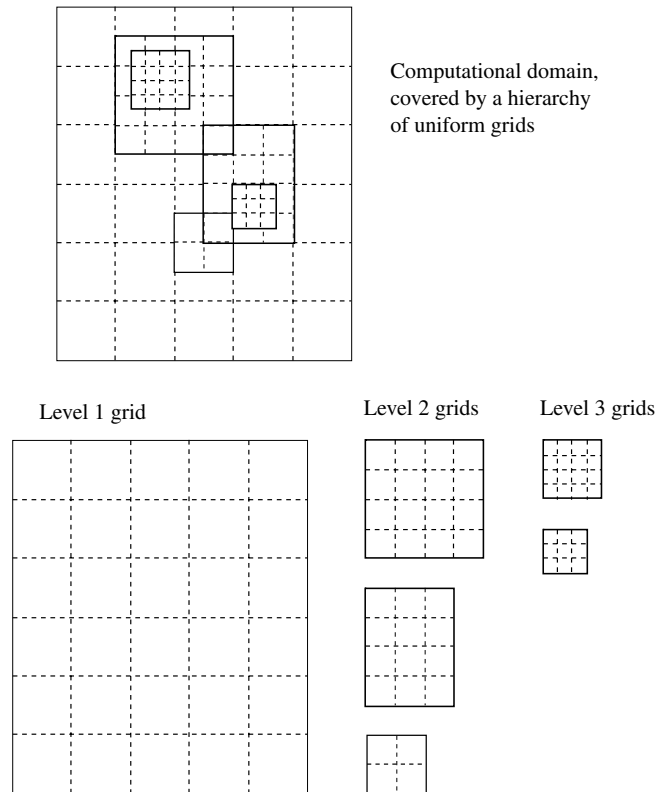 Computational domain,
covered by a hierarchy
of uniform grids
Level 1 grid
Level 2 grids
Level 3 grids